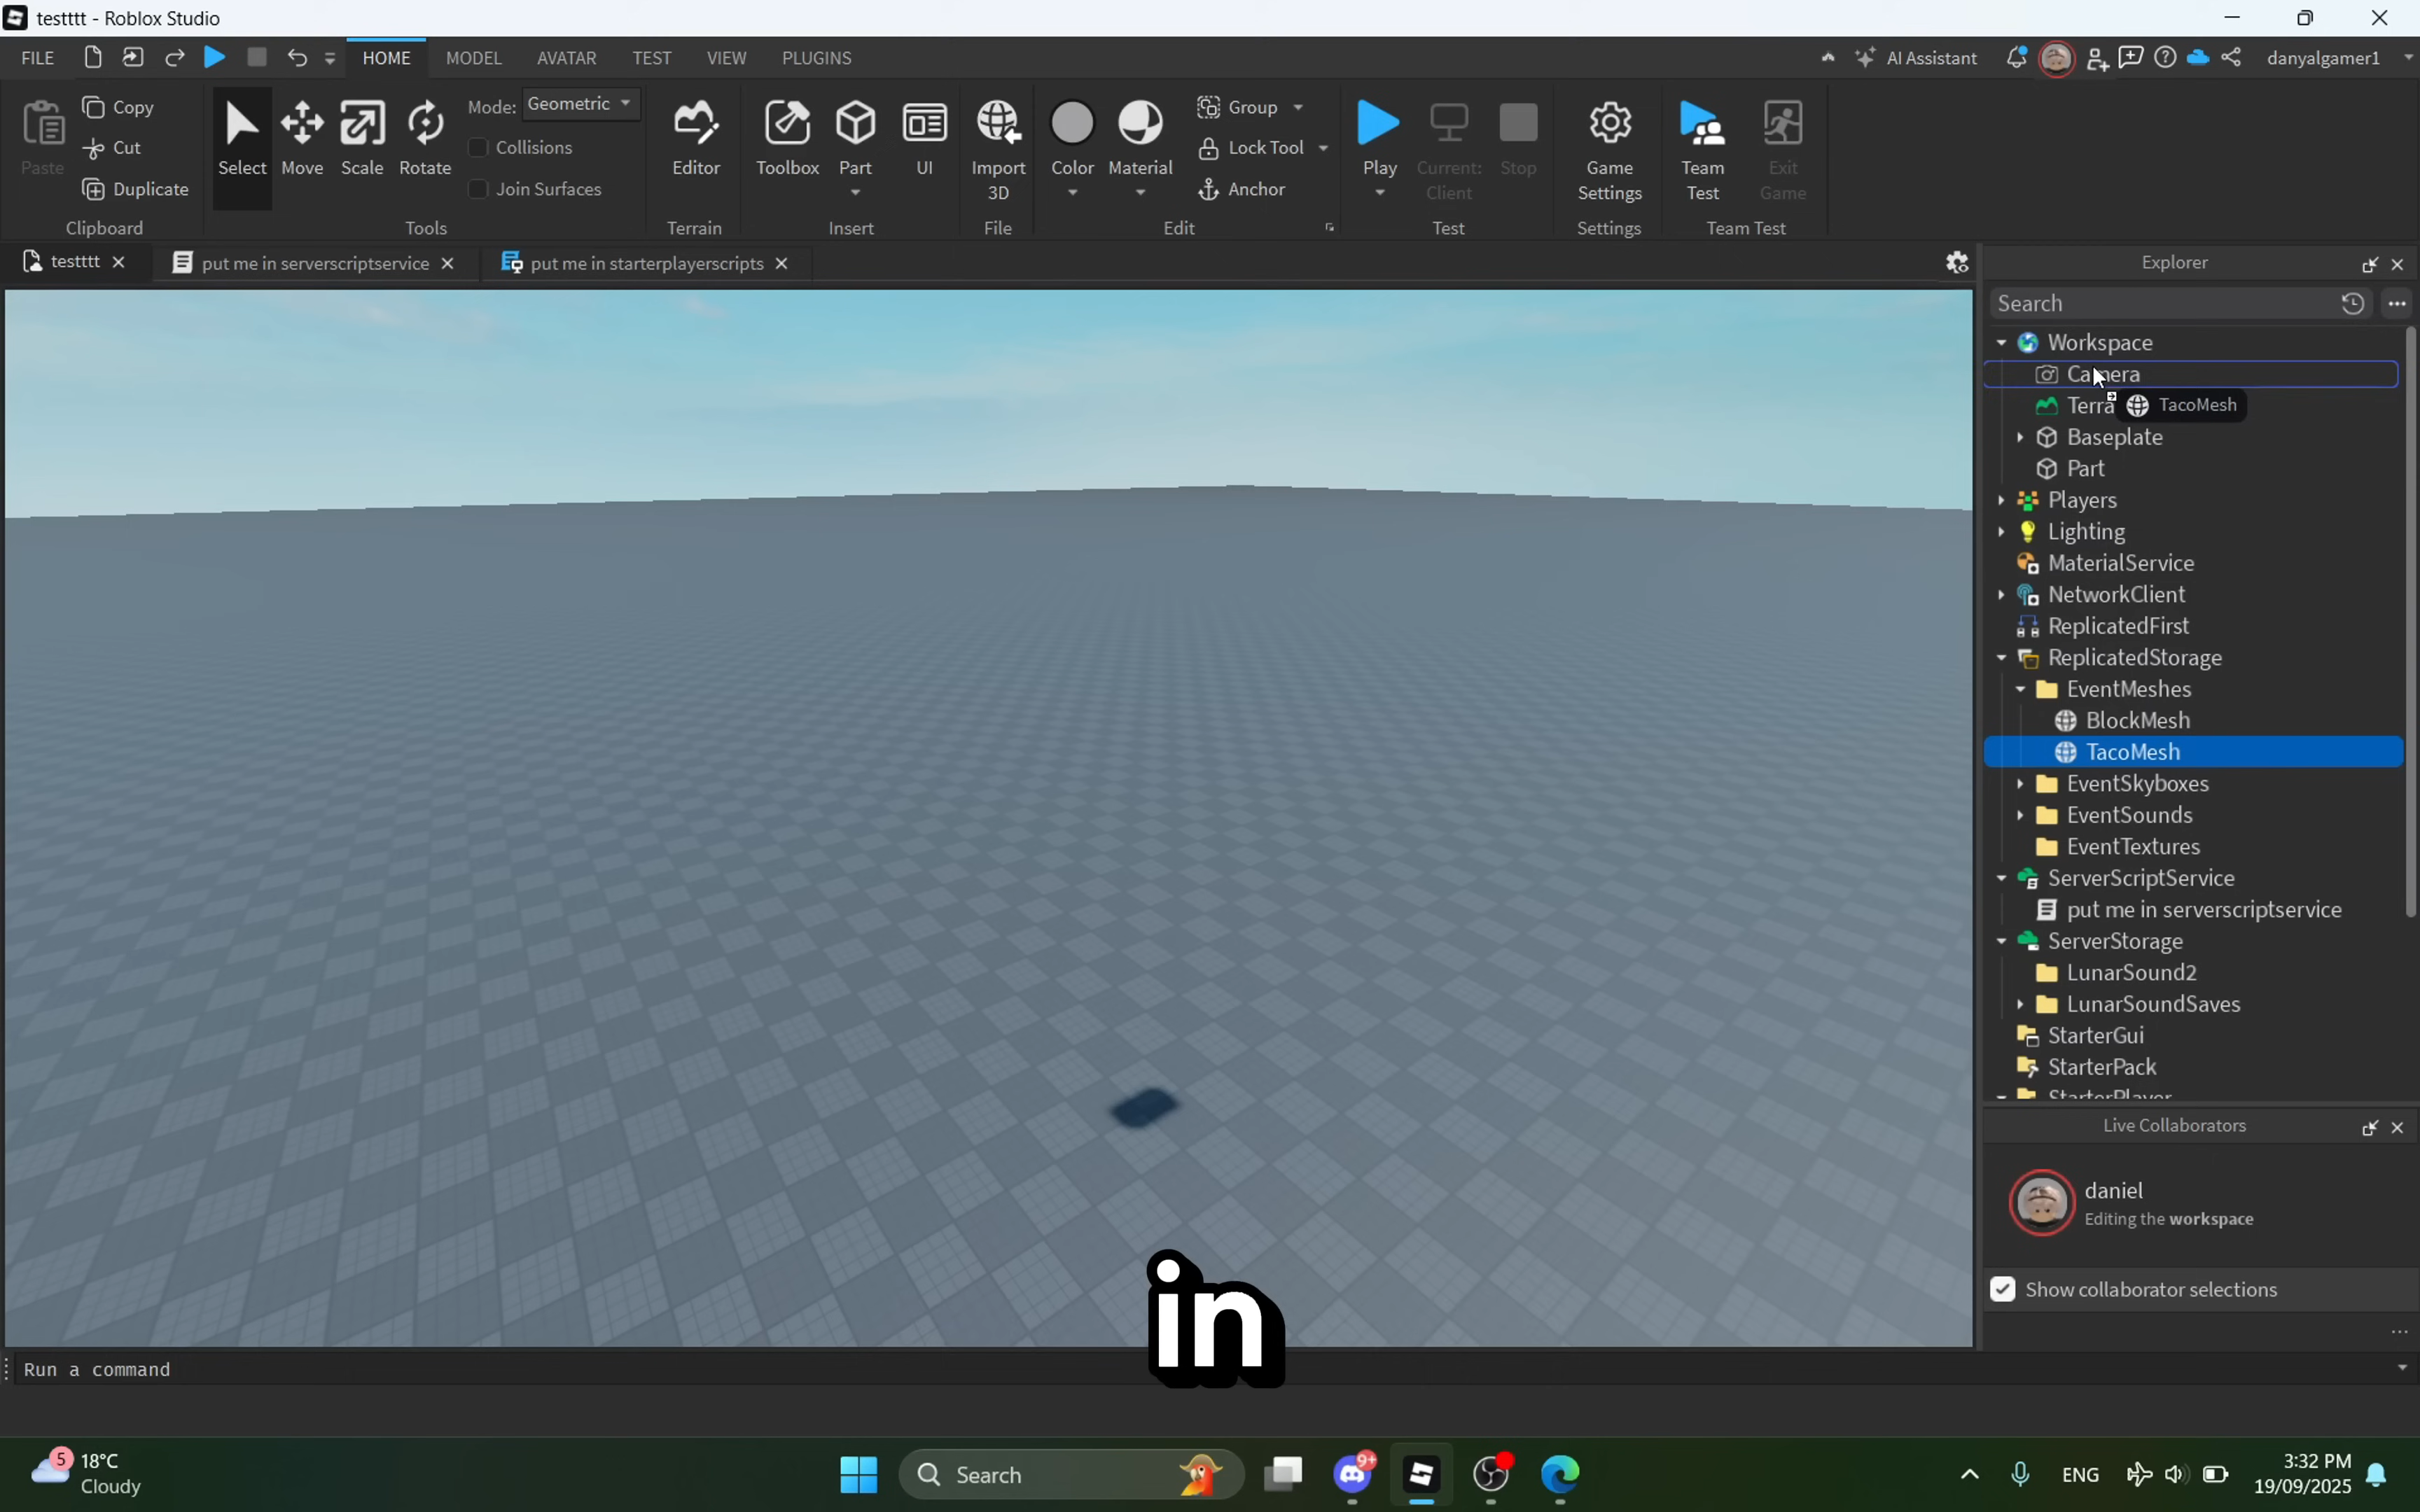 testttt - Roblox Studio
FILE
HOME
MODEL
AVATAR
TEST
VIEW
PLUGINS
AI Assistant
danyalgamer1
Paste
Copy
Cut
Duplicate
Clipboard
Select
Move
Scale
Rotate
Mode: Geometric
Collisions
Join Surfaces
Tools
Editor
Terrain
Toolbox
Part
UI
Insert
Import
3D
File
Color
Material
Group
Lock Tool
Anchor
Edit
Play
Current:
Client
Stop
Test
Game
Settings
Settings
Team
Test
Exit
Game
Team Test
testttt
put me in serverscriptservice
put me in starterplayerscripts
Explorer
Search
Workspace
Camera
Terra
TacoMesh
Baseplate
Part
Players
Lighting
MaterialService
NetworkClient
ReplicatedFirst
ReplicatedStorage
EventMeshes
BlockMesh
TacoMesh
EventSkyboxes
EventSounds
EventTextures
ServerScriptService
put me in serverscriptservice
ServerStorage
LunarSound2
LunarSoundSaves
StarterGui
StarterPack
StarterPlayer
Live Collaborators
daniel
Editing the workspace
Show collaborator selections
in
Run a command
5
18°C
Cloudy
Search
9+
ENG
3:32 PM
19/09/2025